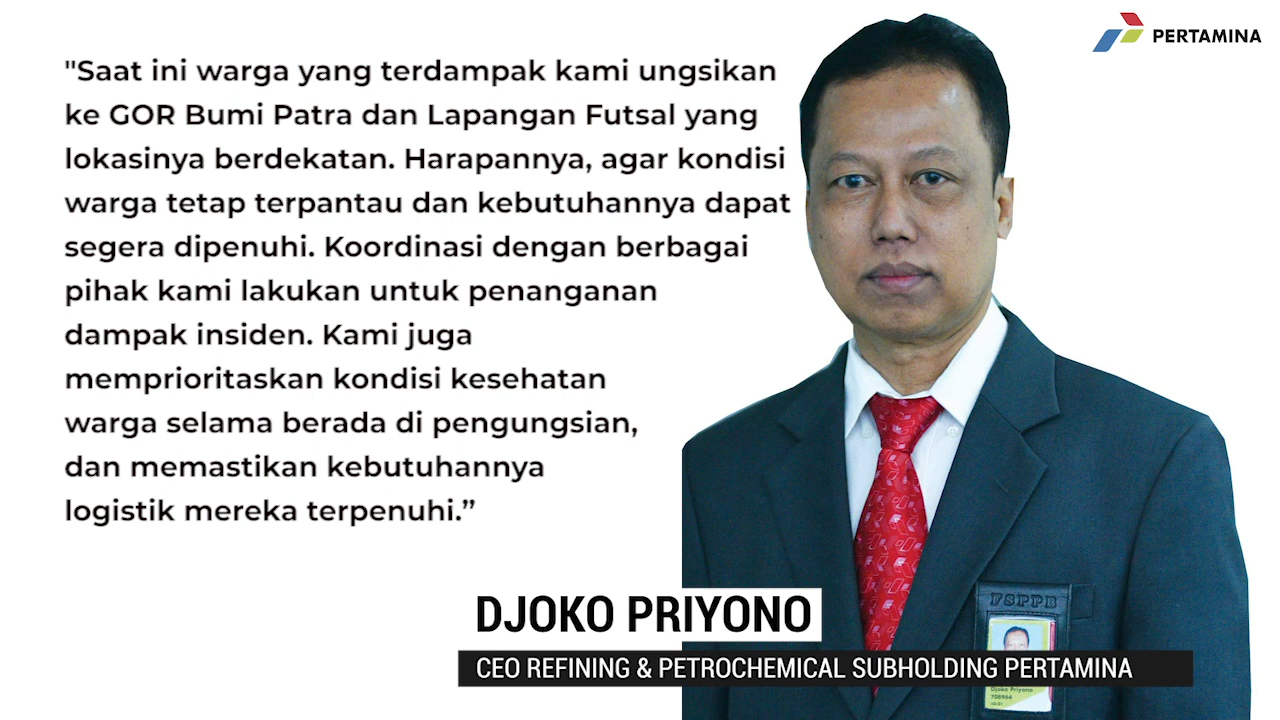 PERTAMINA
"Saat ini warga yang terdampak kami ungsikan
ke GOR Bumi Patra dan Lapangan Futsal yang
lokasinya berdekatan. Harapannya, agar kondisi
warga tetap terpantau dan kebutuhannya dapat
segera dipenuhi. Koordinasi dengan berbagai
pihak kami lakukan untuk penanganan
dampak insiden. Kami juga
memprioritaskan kondisi kesehatan
warga selama berada di pengungsian,
dan memastikan kebutuhannya
logistik mereka terpenuhi.”
FSPPB
Djoko Priyono
708964
DJOKO PRIYONO
CEO REFINING & PETROCHEMICAL SUBHOLDING PERTAMINA